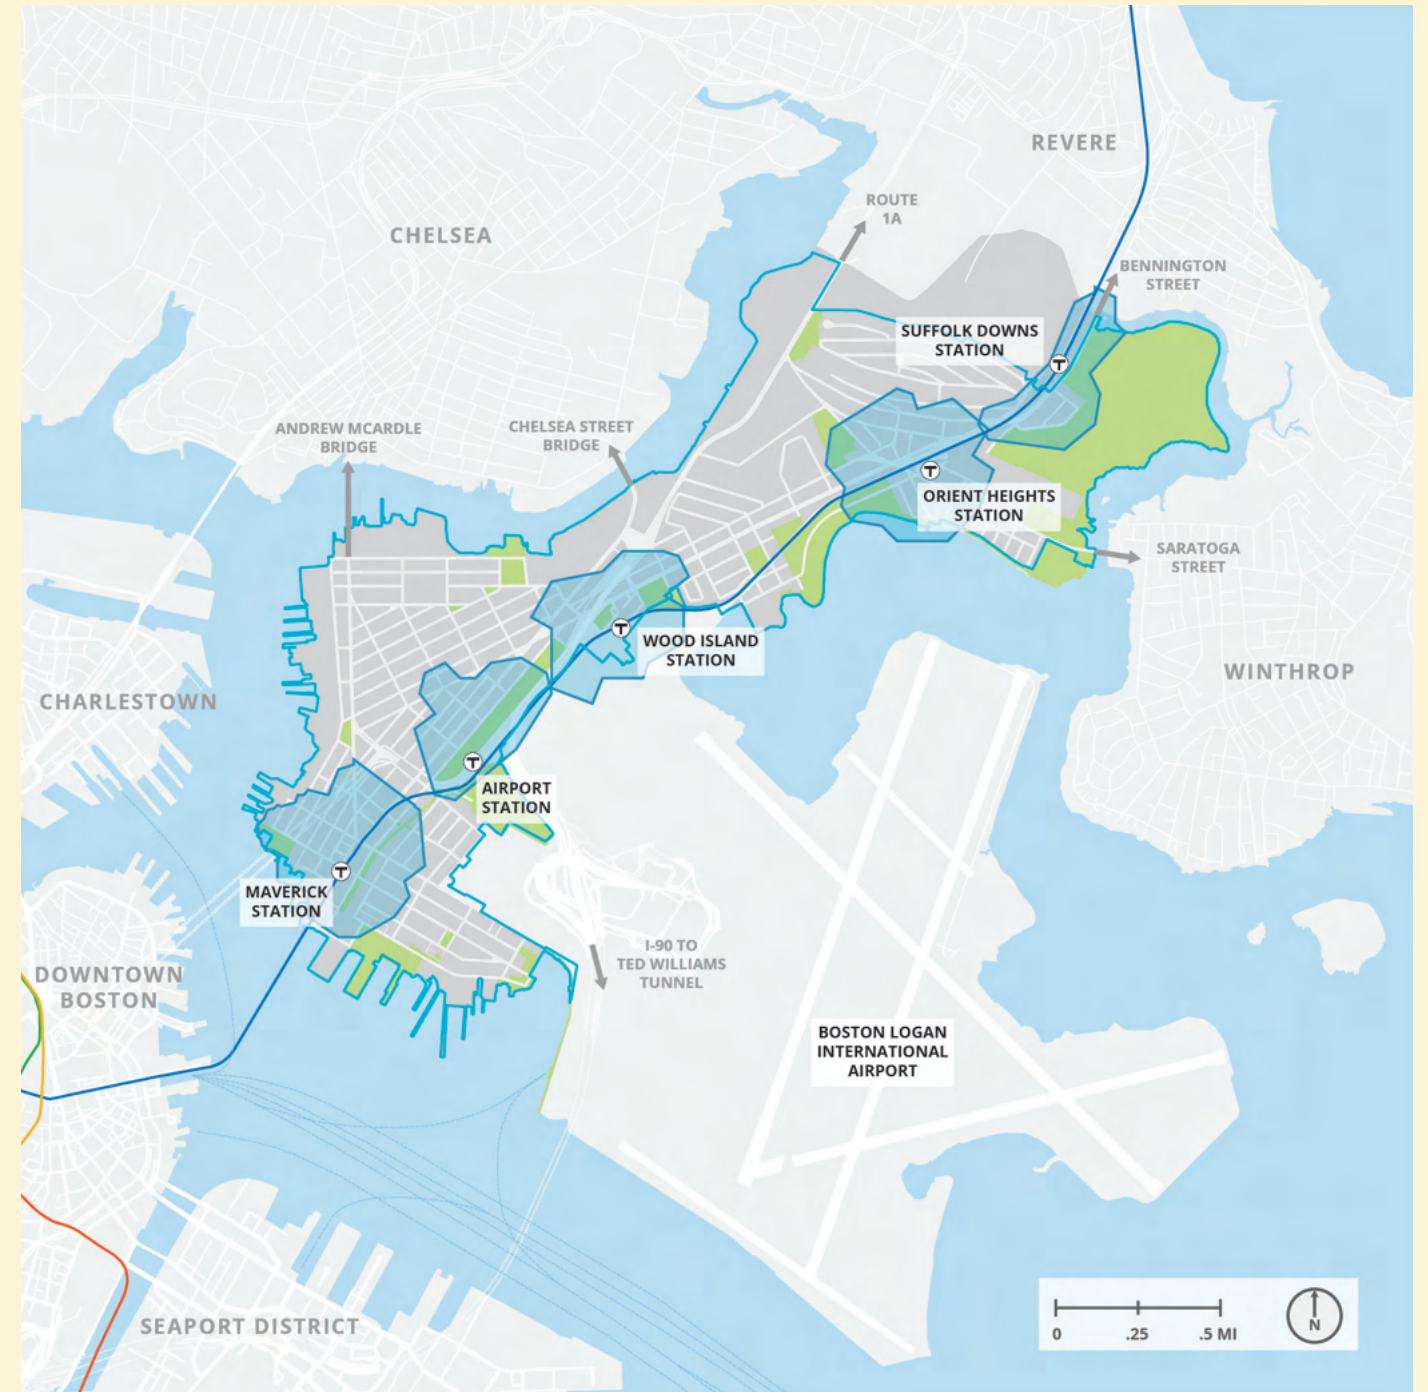 REVERE
ROUTE
1A
CHELSEA
BENNINGTON
STREET
SUFFOLK DOWNS
STATION
T
ANDREW MCARDLE
BRIDGE
CHELSEA STREET
BRIDGE
T
ORIENT HEIGHTS
STATION
SARATOGA
STREET
T
WOOD ISLAND
STATION
WINTHROP
CHARLESTOWN
T
AIRPORT
STATION
T
MAVERICK
STATION
I-90 TO
TED WILLIAMS
TUNNEL
DOWNTOWN
BOSTON
BOSTON LOGAN
INTERNATIONAL
AIRPORT
SEAPORT DISTRICT
0 .25 .5 MI
N